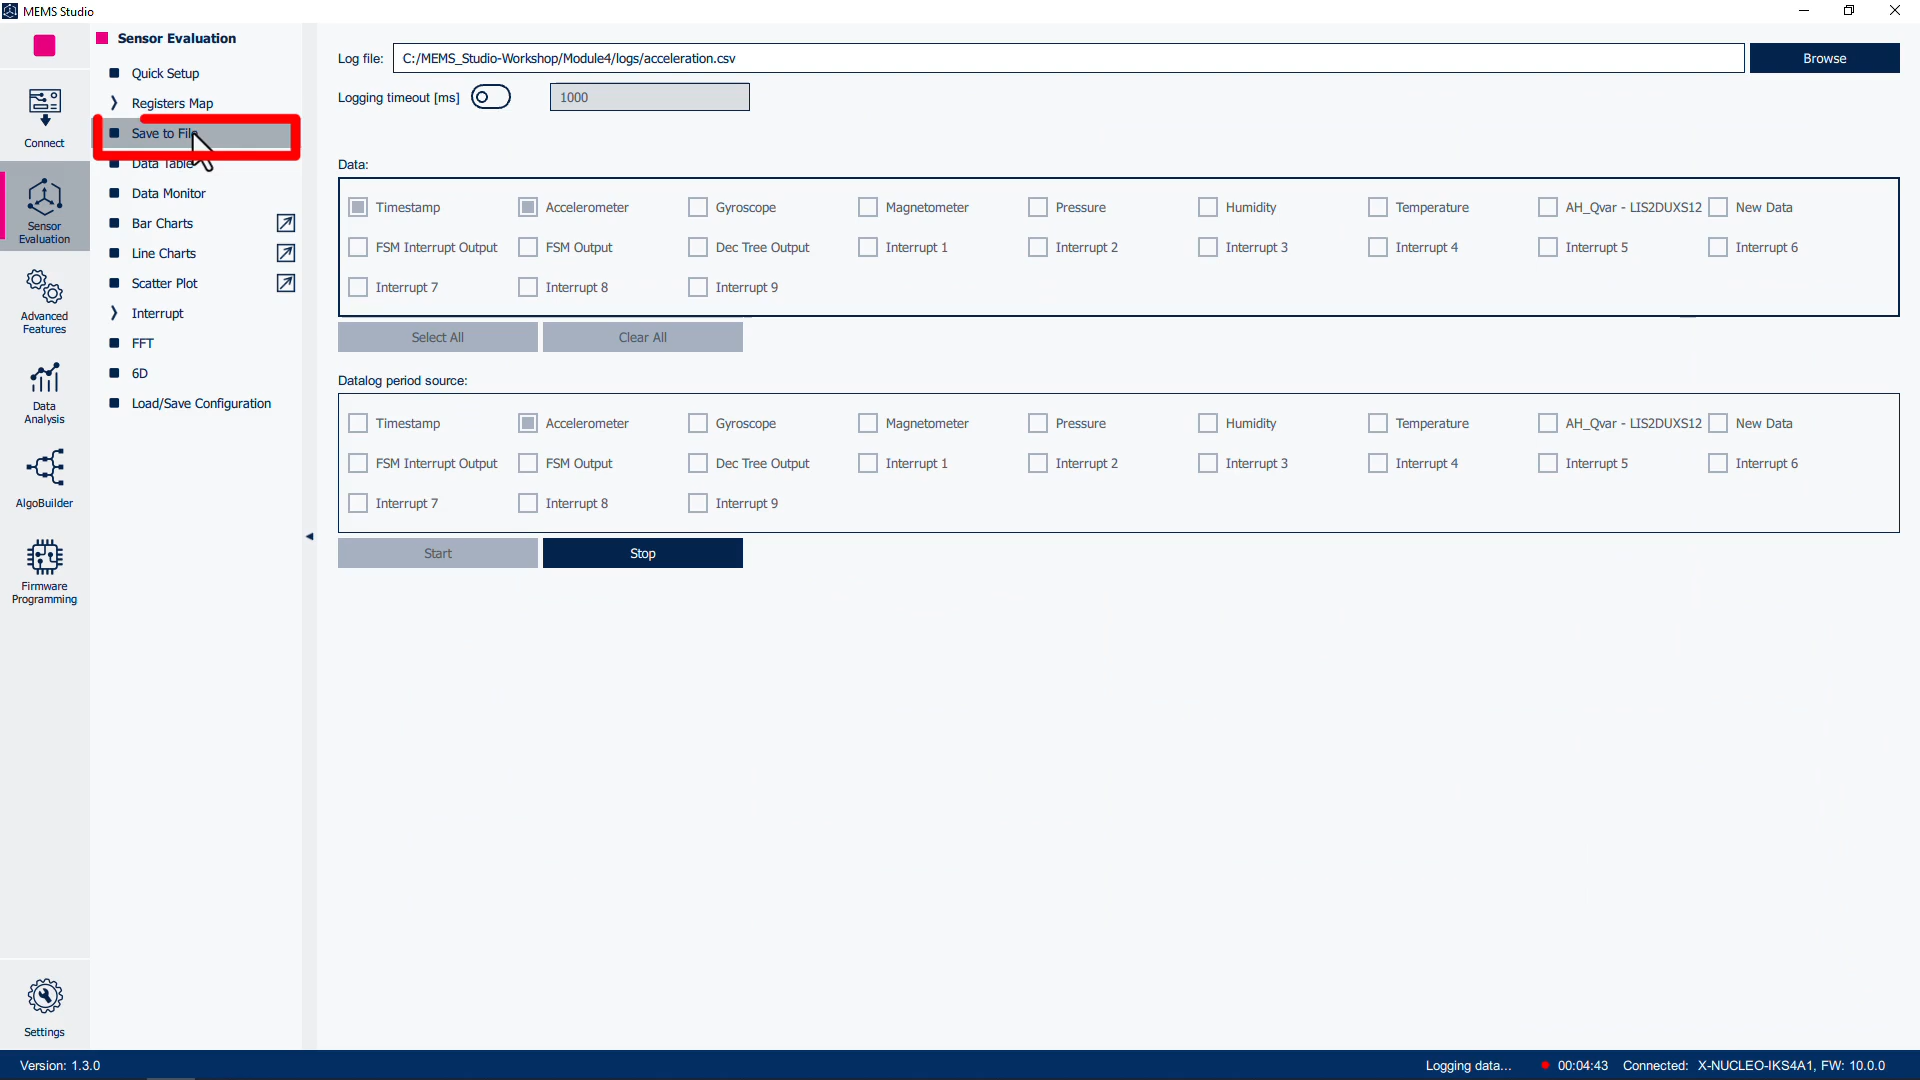 MEMS Studio
Sensor Evaluation
Quick Setup
Registers Map
Save to File
Data Table
Data Monitor
Bar Charts
Line Charts
Scatter Plot
Interrupt
FFT
6D
Load/Save Configuration
Connect
Sensor
Evaluation
Advanced
Features
Data
Analysis
AlgoBuilder
Firmware
Programming
Settings
Log file: C:/MEMS_Studio-Workshop/Module4/logs/acceleration.csv Browse
Logging timeout [ms] 1000
Data:
Timestamp Accelerometer Gyroscope Magnetometer Pressure Humidity Temperature AH_Qvar - LIS2DUXS12 New Data
FSM Interrupt Output FSM Output Dec Tree Output Interrupt 1 Interrupt 2 Interrupt 3 Interrupt 4 Interrupt 5 Interrupt 6
Interrupt 7 Interrupt 8 Interrupt 9
Select All Clear All
Datalog period source:
Timestamp Accelerometer Gyroscope Magnetometer Pressure Humidity Temperature AH_Qvar - LIS2DUXS12 New Data
FSM Interrupt Output FSM Output Dec Tree Output Interrupt 1 Interrupt 2 Interrupt 3 Interrupt 4 Interrupt 5 Interrupt 6
Interrupt 7 Interrupt 8 Interrupt 9
Start Stop
Version: 1.3.0 Logging data... 00:04:43 Connected: X-NUCLEO-IKS4A1, FW: 10.0.0